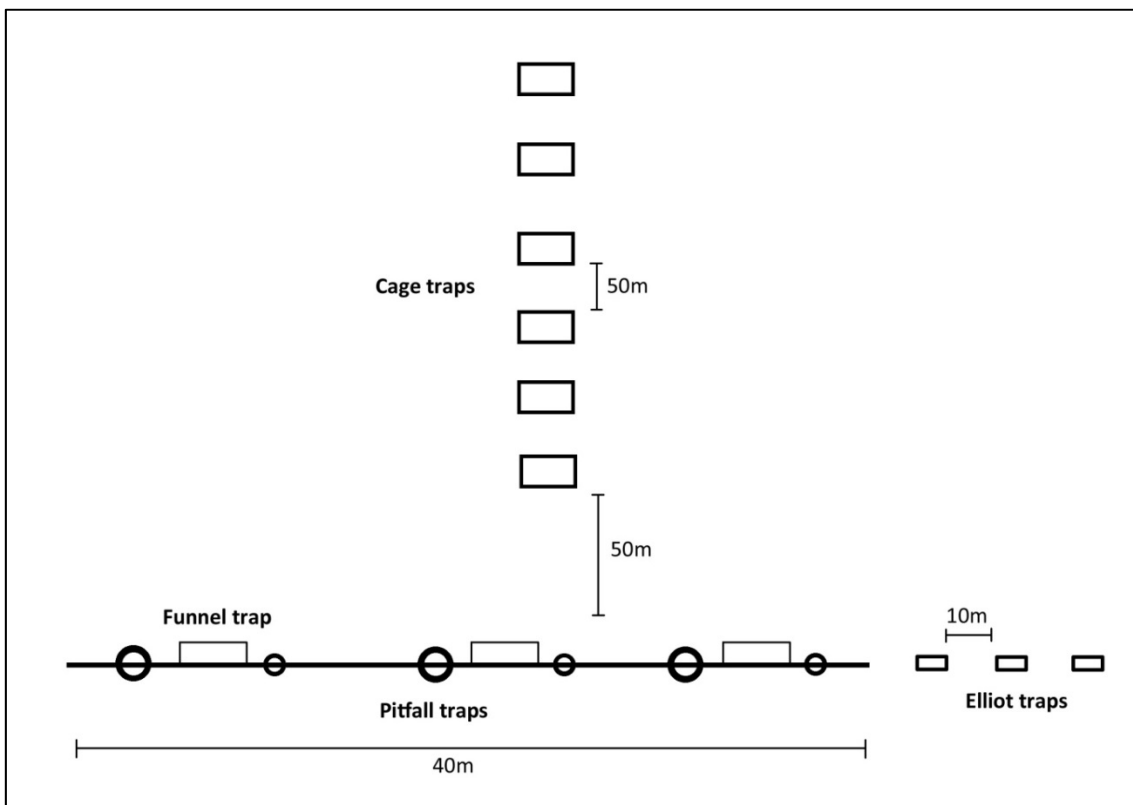 Cage traps
50m
50m
Funnel trap
10m
Pitfall traps
Elliot traps
40m